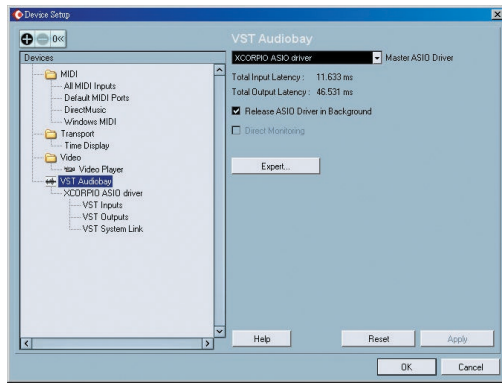 Device Setup
VST Audiobay
Devices
MIDI
All MIDI Inputs
Default MIDI Ports
DirectMusic
Windows MIDI
Transport
Time Display
Video
Video Player
VST Audiobay
XCORPIO ASIO driver
VST Inputs
VST Outputs
VST System Link
XCORPIO ASIO driver Master ASIO Driver
Total Input Latency : 11.633 ms
Total Output Latency : 46.531 ms
Release ASIO Driver in Background
Direct Monitoring
Expert...
Help Reset Apply
OK Cancel